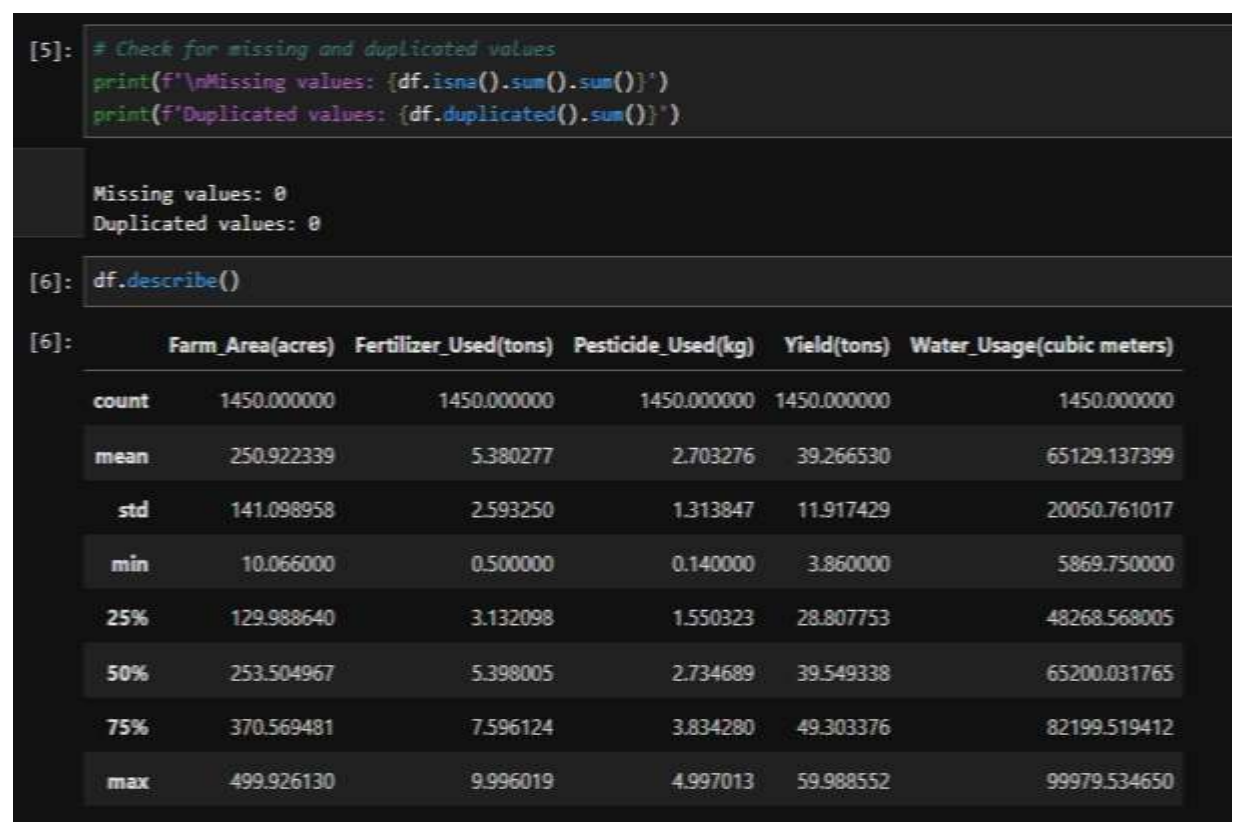 [5]: # Check for missing and duplicated values
print(f'\nMissing values: {df.isna().sum().sum()}')
print(f'Duplicated values: {df.duplicated().sum()}')
Missing values: 0
Duplicated values: 0
[6]: df.describe()
[6]: Farm_Area(acres) Fertilizer_Used(tons) Pesticide_Used(kg) Yield(tons) Water_Usage(cubic meters)
count 1450.000000 1450.000000 1450.000000 1450.000000 1450.000000
mean 250.922339 5.380277 2.703276 39.266530 65129.137399
std 141.098958 2.593250 1.313847 11.917429 20050.761017
min 10.066000 0.500000 0.140000 3.860000 5869.750000
25% 129.988640 3.132098 1.550323 28.807753 48268.568005
50% 253.504967 5.398005 2.734689 39.549338 65200.031765
75% 370.569481 7.596124 3.834280 49.303376 82199.519412
max 499.926130 9.996019 4.997013 59.988552 99979.534650